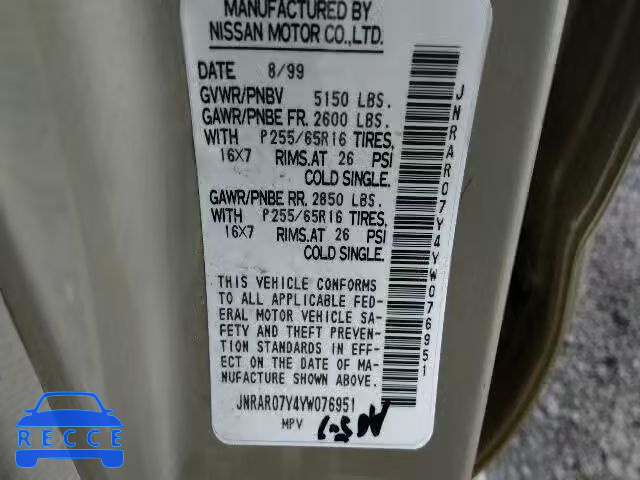 MANUFACTURED BY
NISSAN MOTOR CO.,LTD.
DATE 8/99
GVWR/PNBV 5150 LBS.
GAWR/PNBE FR. 2600 LBS.
WITH P255/65R16 TIRES,
16X7 RIMS.AT 26 PSI
COLD SINGLE.
GAWR/PNBE RR. 2850 LBS.
WITH P255/65R16 TIRES,
16X7 RIMS.AT 26 PSI
COLD SINGLE.
THIS VEHICLE CONFORMS
TO ALL APPLICABLE FED-
ERAL MOTOR VEHICLE SA-
FETY AND THEFT PREVEN-
TION STANDARDS IN EFF-
ECT ON THE DATE OF MA-
NUFACTURE SHOWN ABOVE.
JNRAR07Y4YW076951
MPV
JNRAR07Y4YW076951
RECCE